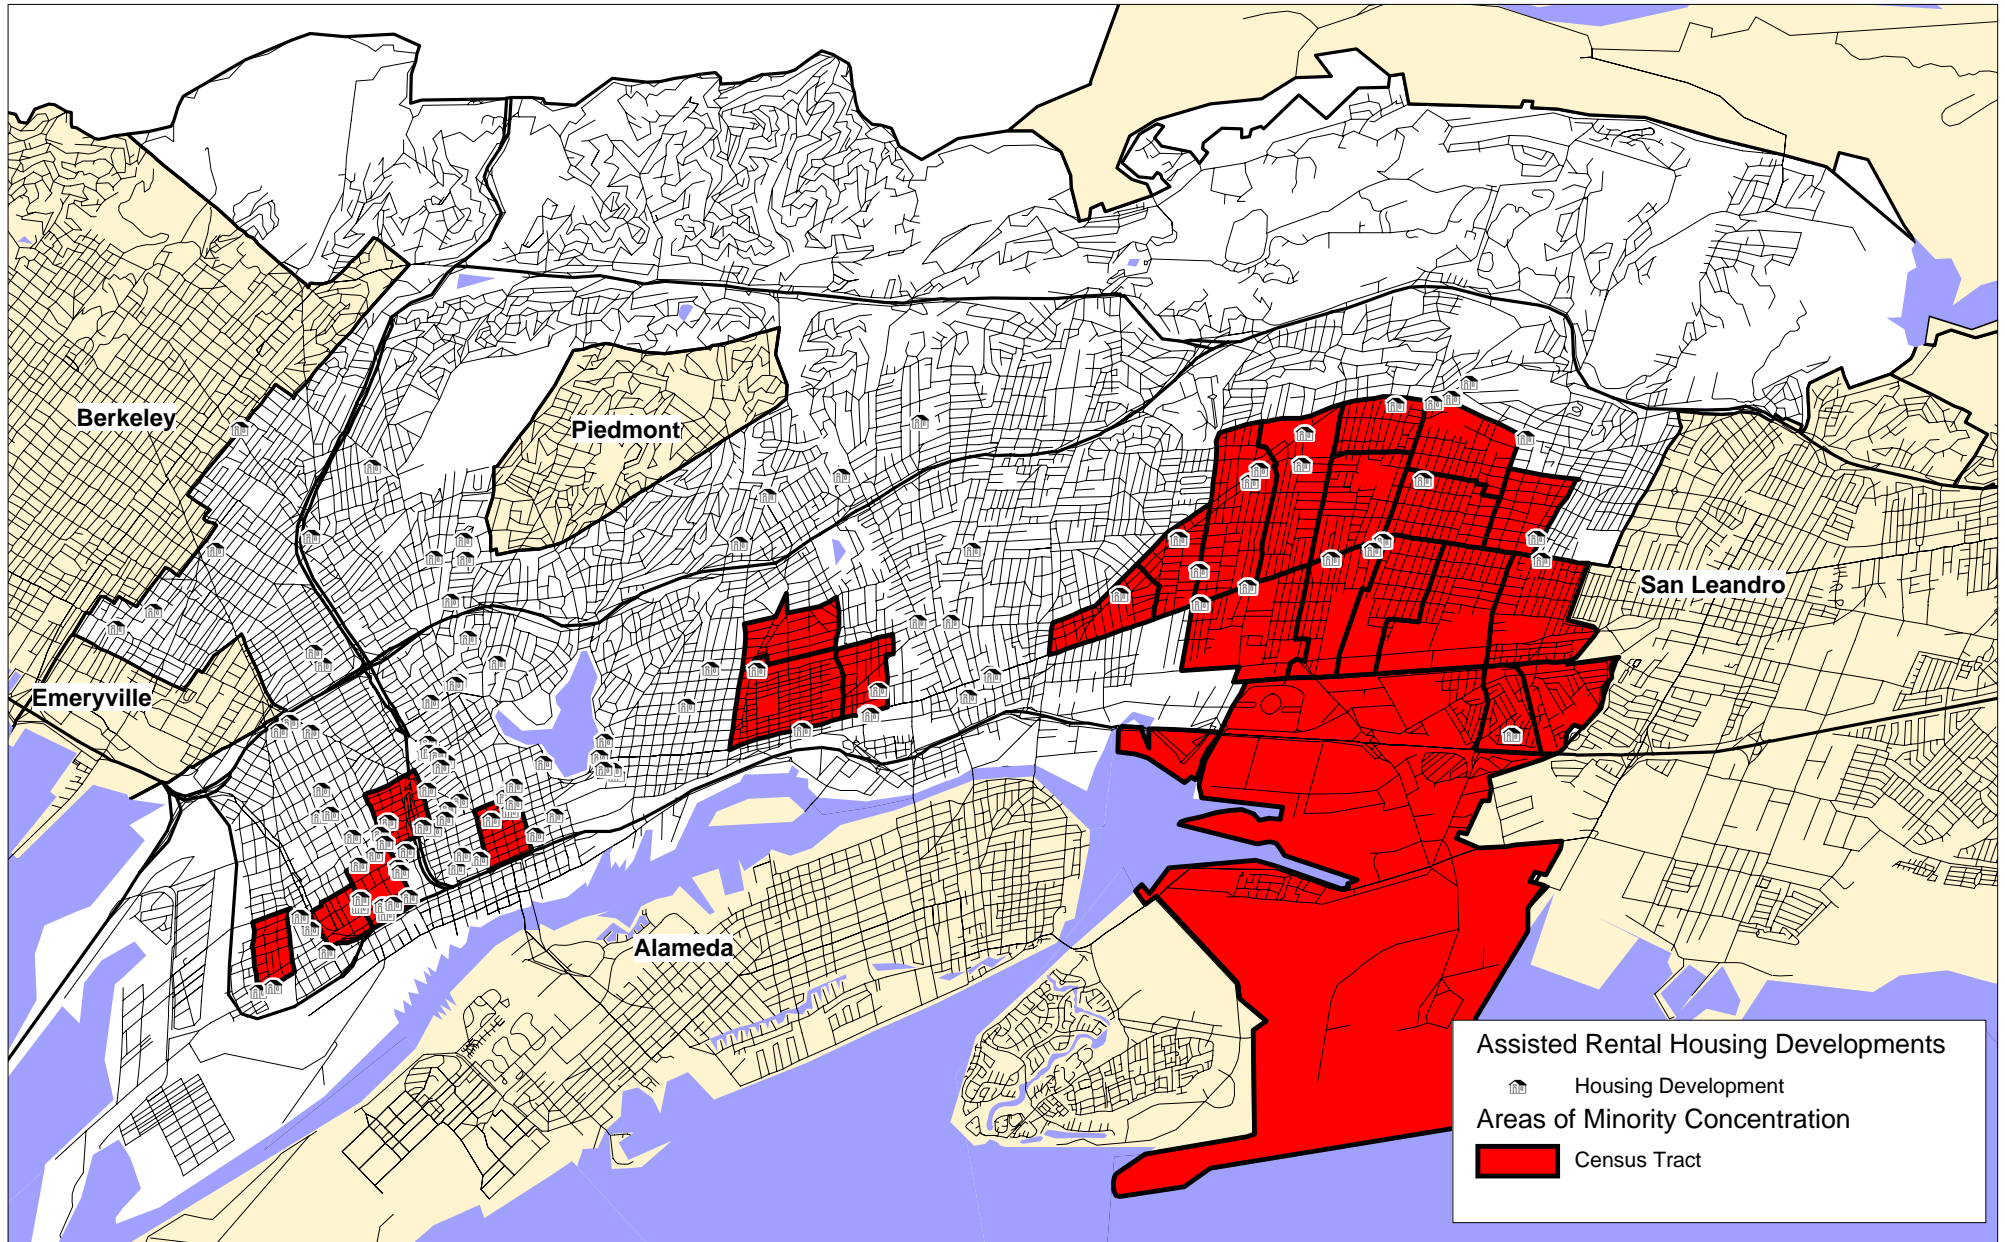 Berkeley
Piedmont
San Leandro
Emeryville
Alameda
Assisted Rental Housing Developments
Housing Development
Areas of Minority Concentration
Census Tract